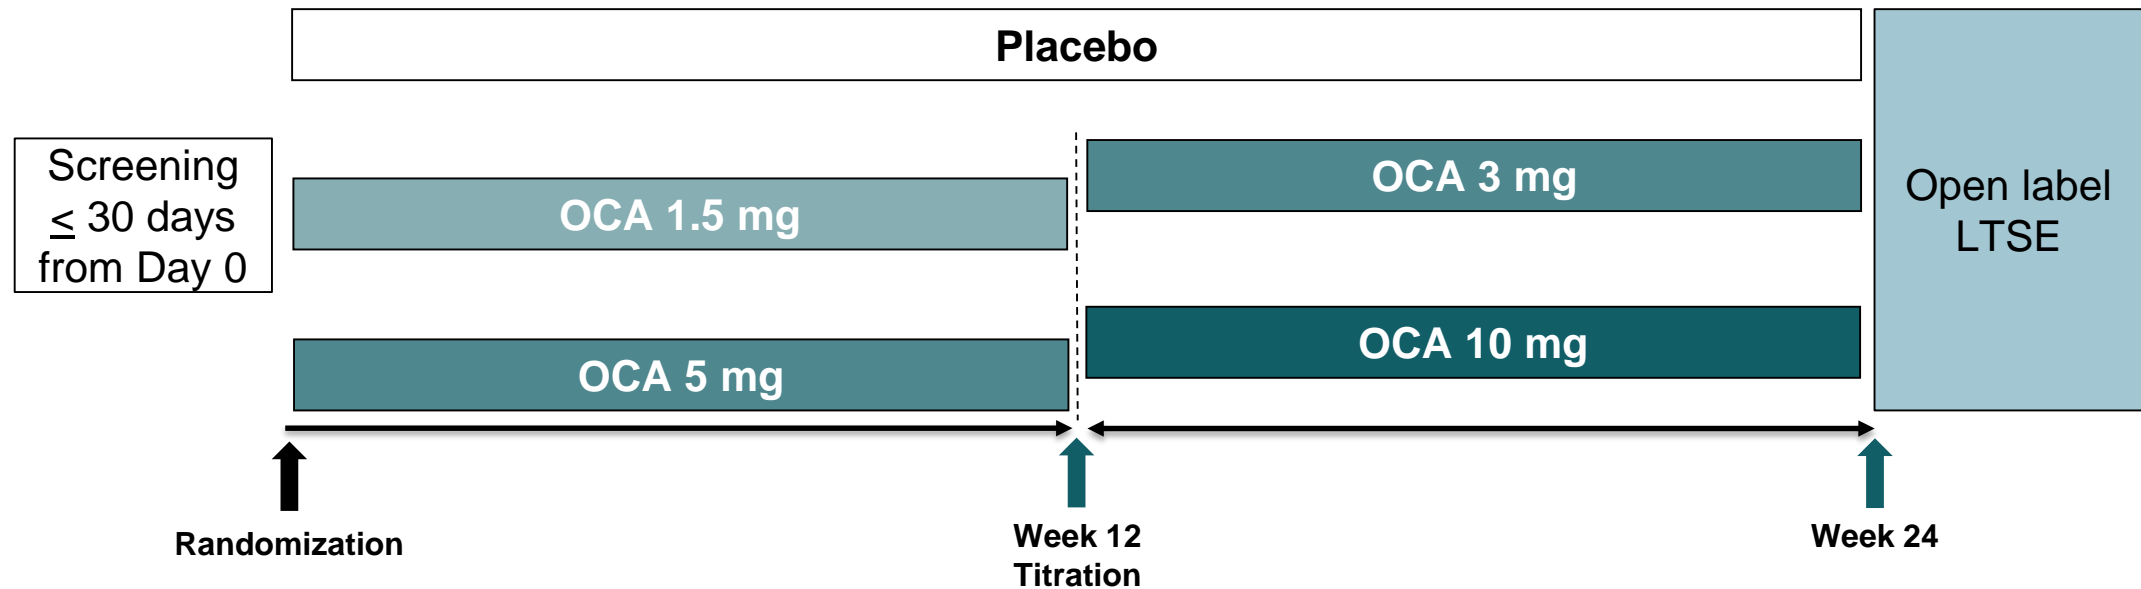 Placebo
Screening
≤ 30 days
from Day 0
OCA 1.5 mg
OCA 3 mg
OCA 5 mg
OCA 10 mg
Open label
LTSE
Randomization
Week 12
Titration
Week 24